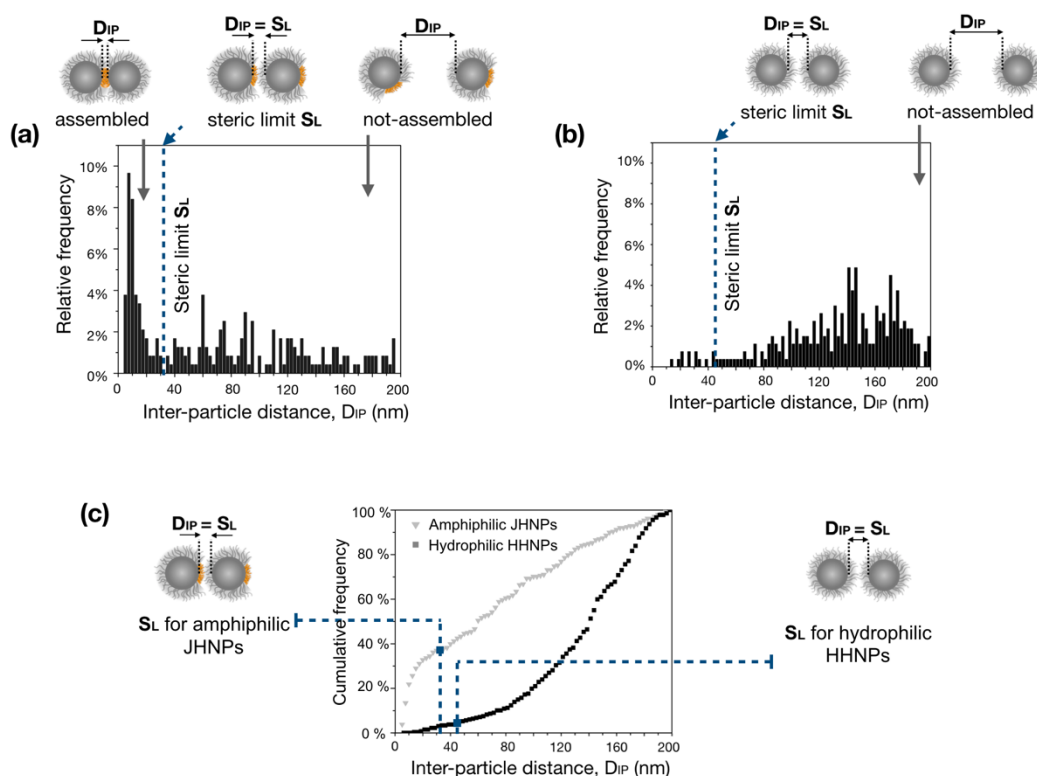 DIP
DIP = SL
DIP
assembled
steric limit SL
not-assembled
(a)
10%
8%
6%
4%
2%
0%
Relative frequency
Steric limit SL
0 40 80 120 160 200
Inter-particle distance, DIP (nm)
DIP = SL
DIP
steric limit SL
not-assembled
(b)
10%
8%
6%
4%
2%
0%
Relative frequency
Steric limit SL
0 40 80 120 160 200
Inter-particle distance, DIP (nm)
(c)
DIP = SL
SL for amphiphilic
JHNPs
100 %
80 %
60 %
40 %
20 %
0 %
Cumulative frequency
Amphiphilic JHNPs
Hydrophilic HHNPs
0 40 80 120 160 200
Inter-particle distance, DIP (nm)
DIP = SL
SL for hydrophilic
HHNPs